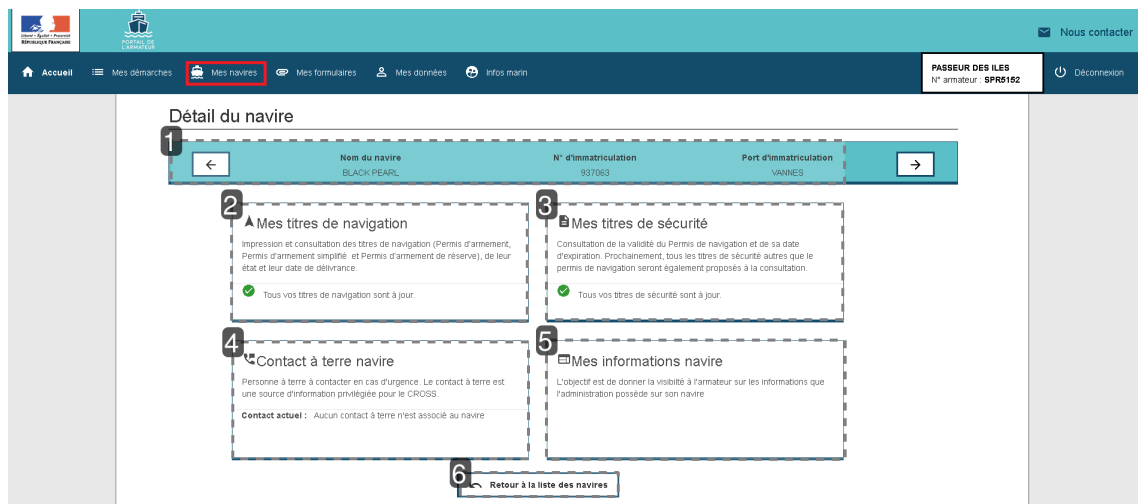 Liberté • Égalité • Fraternité
RÉPUBLIQUE FRANÇAISE
PORTAIL DE
L'ARMATEUR
Nous contacter
Accueil Mes démarches Mes navires Mes formulaires Mes données Infos marin
PASSEUR DES ILES
N° armateur : SPR5152
Déconnexion
Détail du navire
1
Nom du navire N° d'immatriculation Port d'immatriculation
BLACK PEARL 937063 VANNES
2
Mes titres de navigation
Impression et consultation des titres de navigation (Permis d'armement,
Permis d'armement simplifié et Permis d'armement de réserve), de leur
état et leur date de délivrance.
Tous vos titres de navigation sont à jour.
3
Mes titres de sécurité
Consultation de la validité du Permis de navigation et de sa date
d'expiration. Prochainement, tous les titres de sécurité autres que le
permis de navigation seront également proposés à la consultation.
Tous vos titres de sécurité sont à jour.
4
Contact à terre navire
Personne à terre à contacter en cas d'urgence. Le contact à terre est
une source d'information privilégiée pour le CROSS.
Contact actuel : Aucun contact à terre n'est associé au navire
5
Mes informations navire
L'objectif est de donner la visibilté à l'armateur sur les informations que
l'administration possède sur son navire
6
Retour à la liste des navires